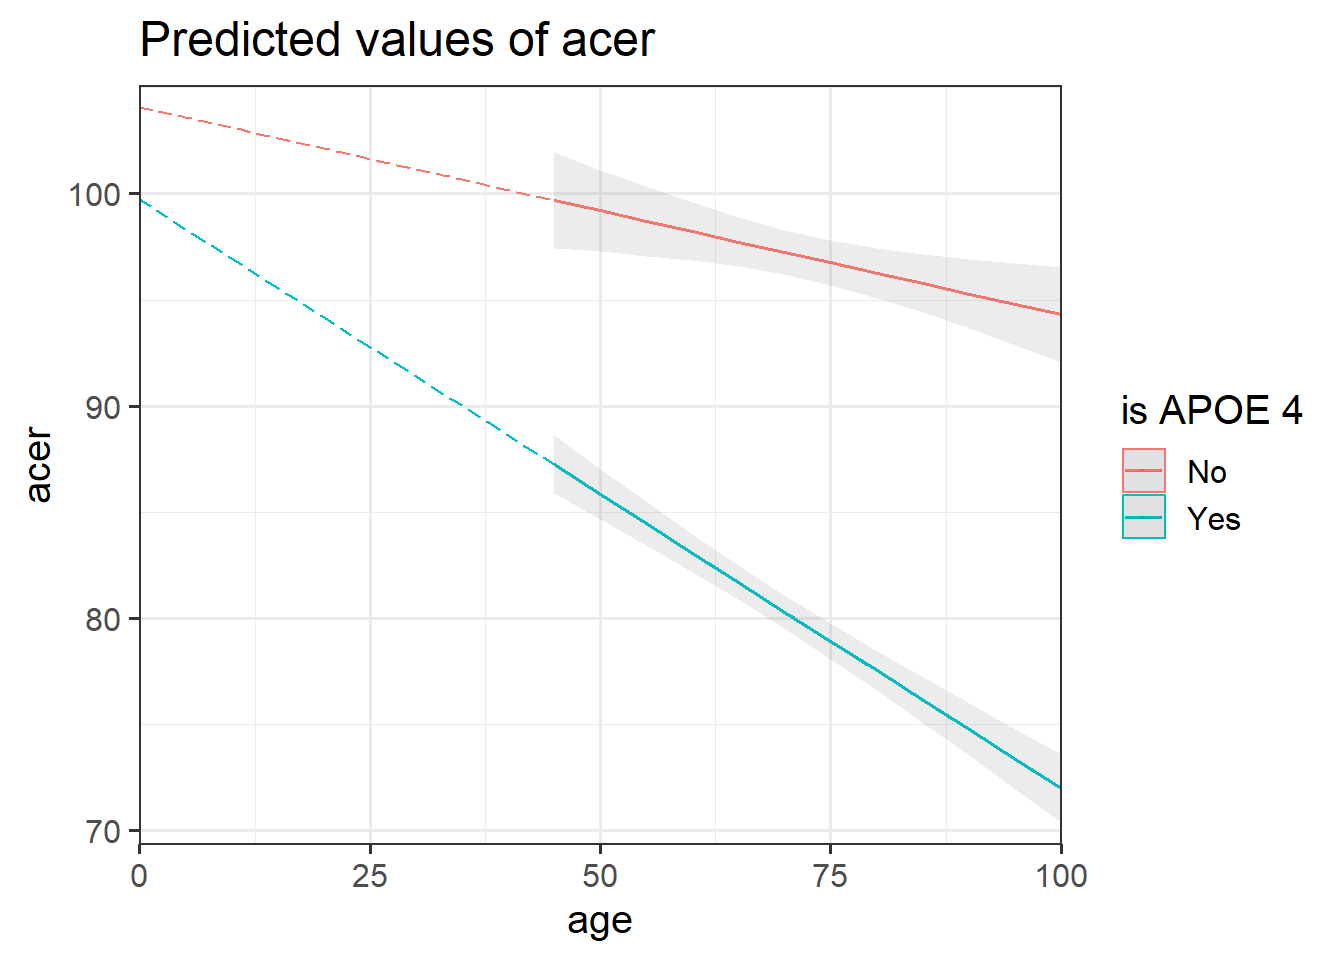 Predicted values of acer
100
90
80
70
acer
0 25 50 75 100
age
is APOE 4
No
Yes